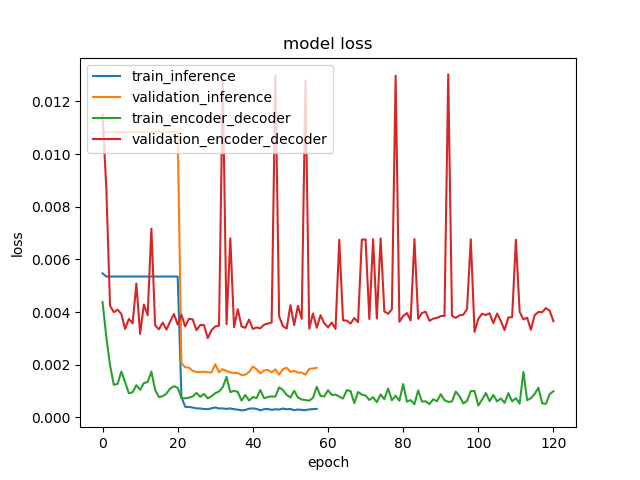 model loss
train_inference
validation_inference
train_encoder_decoder
validation_encoder_decoder
0.012
0.010
0.008
0.006
0.004
0.002
0.000
loss
0 20 40 60 80 100 120
epoch